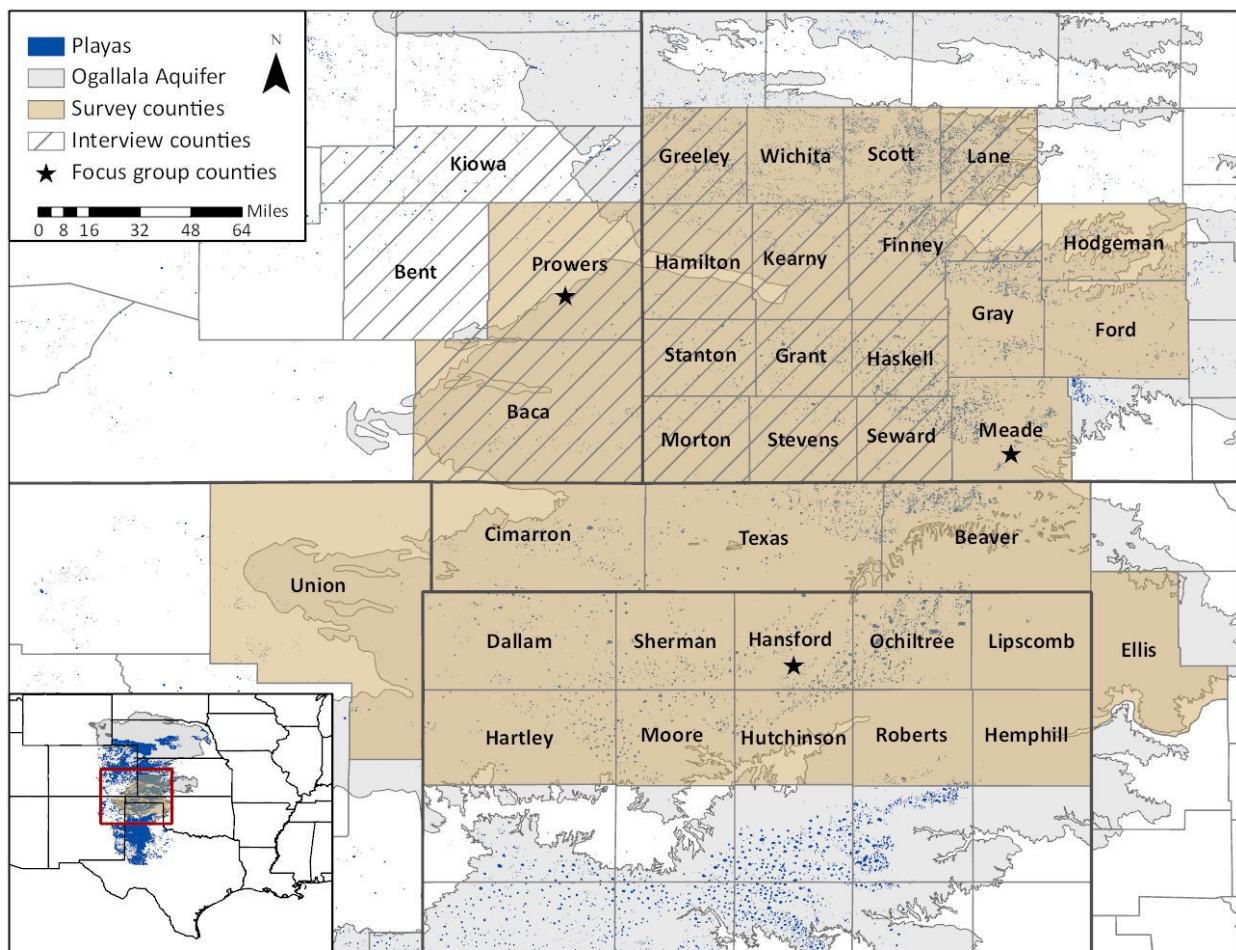 Playas
N
Ogallala Aquifer
Survey counties
Interview counties
Focus group counties
Miles
0 8 16 32 48 64
Kiowa
Greeley
Wichita
Scott
Lane
Bent
Prowers
Hamilton
Kearny
Finney
Hodgeman
Gray
Ford
Stanton
Grant
Haskell
Baca
Morton
Stevens
Seward
Meade
Cimarron
Texas
Beaver
Union
Dallam
Sherman
Hansford
Ochiltree
Lipscomb
Ellis
Hartley
Moore
Hutchinson
Roberts
Hemphill